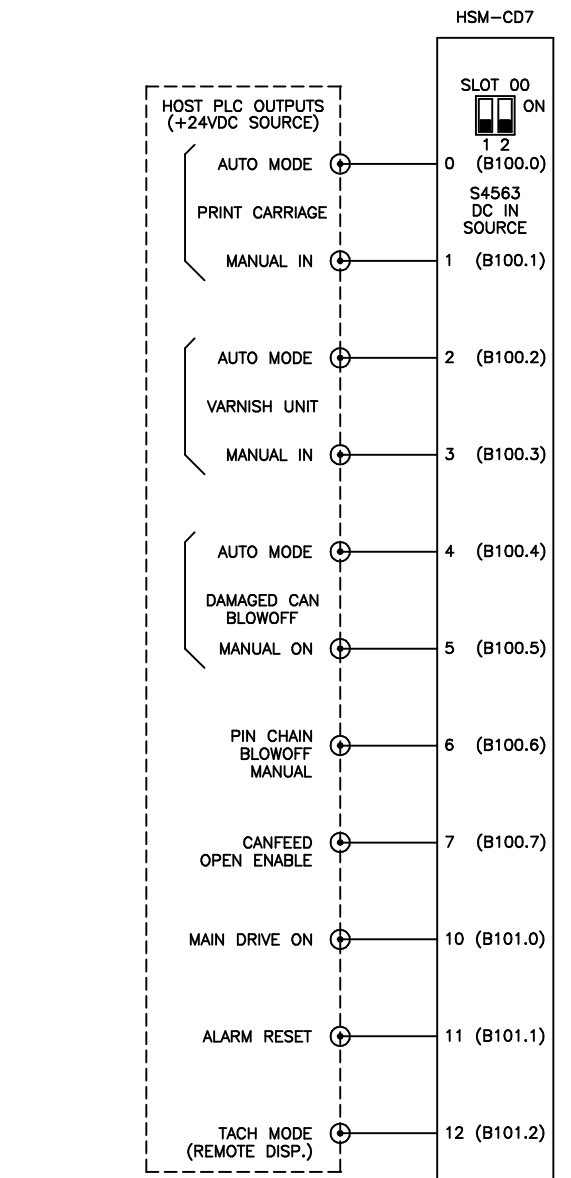 HSM-CD7
SLOT 00
ON
1 2
HOST PLC OUTPUTS
(+24VDC SOURCE)
AUTO MODE 0 (B100.0)
S4563
DC IN
SOURCE
PRINT CARRIAGE
MANUAL IN 1 (B100.1)
AUTO MODE 2 (B100.2)
VARNISH UNIT
MANUAL IN 3 (B100.3)
AUTO MODE 4 (B100.4)
DAMAGED CAN
BLOWOFF
MANUAL ON 5 (B100.5)
PIN CHAIN
BLOWOFF
MANUAL
6 (B100.6)
CANFEED
OPEN ENABLE
7 (B100.7)
MAIN DRIVE ON 10 (B101.0)
ALARM RESET 11 (B101.1)
TACH MODE
(REMOTE DISP.)
12 (B101.2)